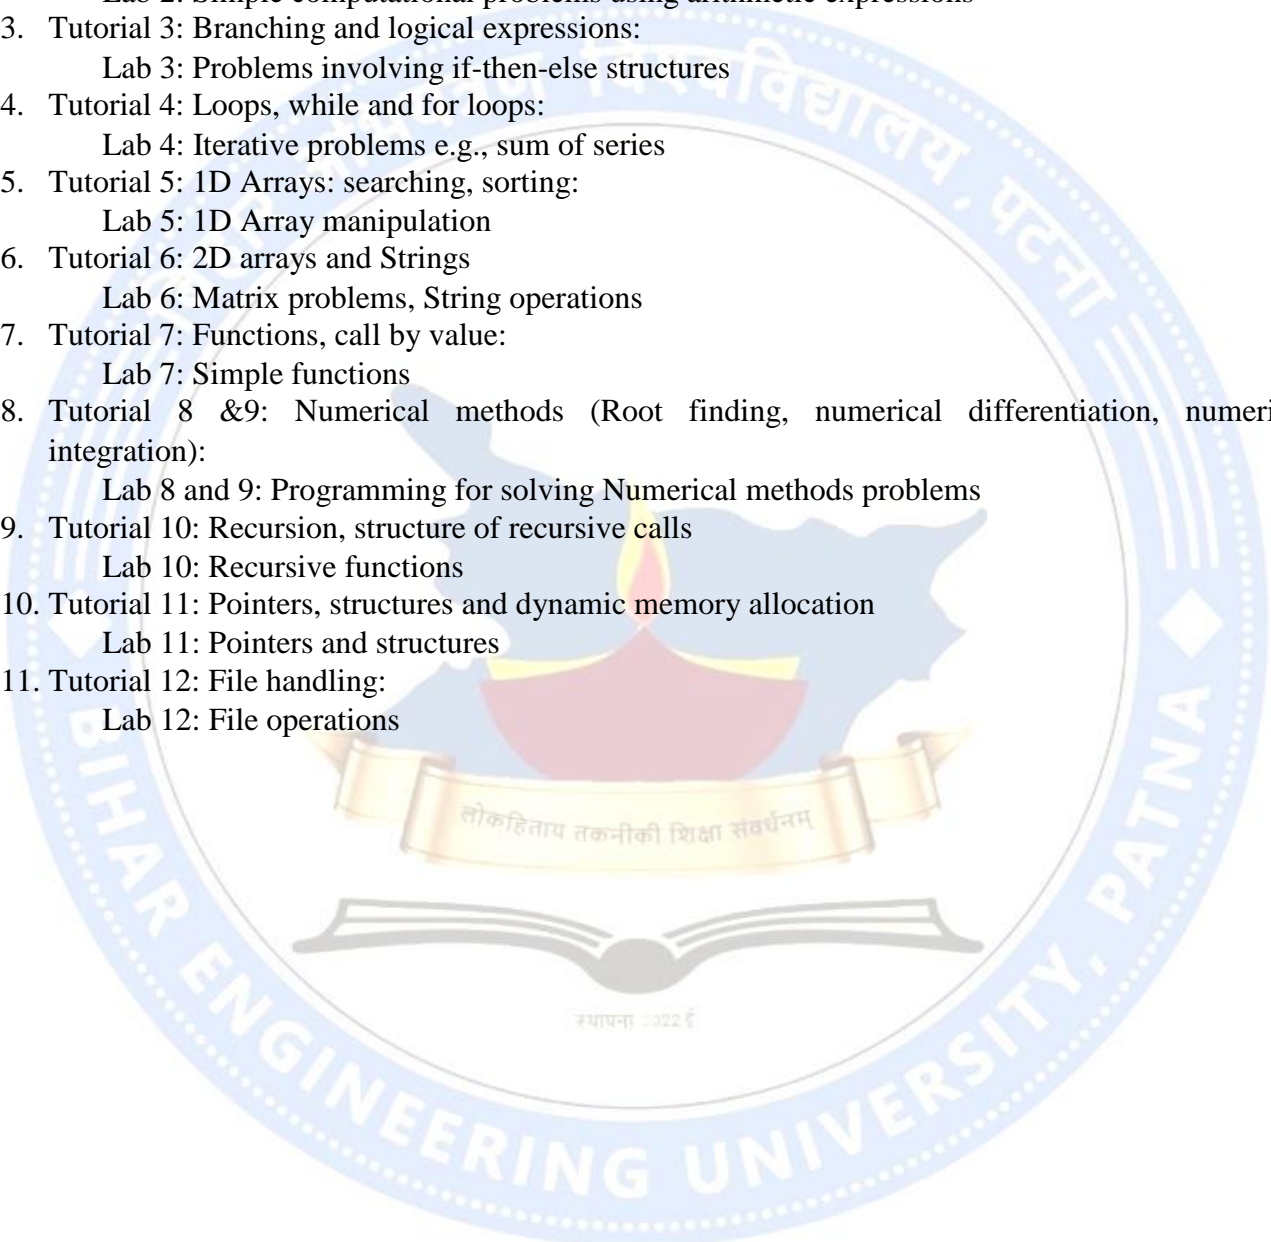 Lab 2: Simple computational problems using arithmetic expressions
3. Tutorial 3: Branching and logical expressions:
Lab 3: Problems involving if-then-else structures
4. Tutorial 4: Loops, while and for loops:
Lab 4: Iterative problems e.g., sum of series
5. Tutorial 5: 1D Arrays: searching, sorting:
Lab 5: 1D Array manipulation
6. Tutorial 6: 2D arrays and Strings
Lab 6: Matrix problems, String operations
7. Tutorial 7: Functions, call by value:
Lab 7: Simple functions
8. Tutorial 8 &9: Numerical methods (Root finding, numerical differentiation, numeri
integration):
Lab 8 and 9: Programming for solving Numerical methods problems
9. Tutorial 10: Recursion, structure of recursive calls
Lab 10: Recursive functions
10. Tutorial 11: Pointers, structures and dynamic memory allocation
Lab 11: Pointers and structures
11. Tutorial 12: File handling:
Lab 12: File operations
विश्वविद्यालय, पटना
लोकहिताय तकनीकी शिक्षा संवर्धनम्
स्थापना 2022 ई
BIHAR ENGINEERING UNIVERSITY, PATNA